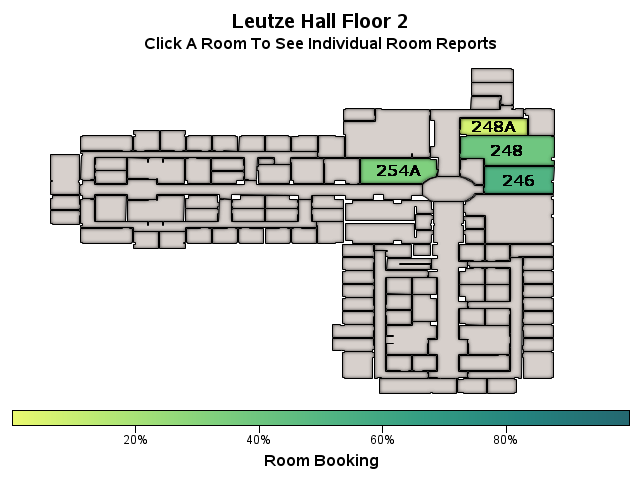 Leutze Hall Floor 2
Click A Room To See Individual Room Reports
248A
248
254A
246
20% 40% 60% 80%
Room Booking